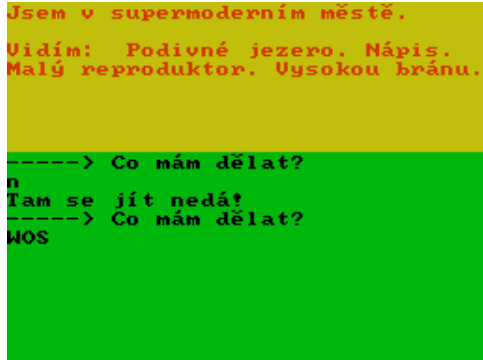 Jsem v supermoderním městě.
Vidím: Podivné jezero. Nápis.
Malý reproduktor. Vysokou bránu.
-----> Co mám dělat?
n
Tam se jít nedá!
-----> Co mám dělat?
WOS